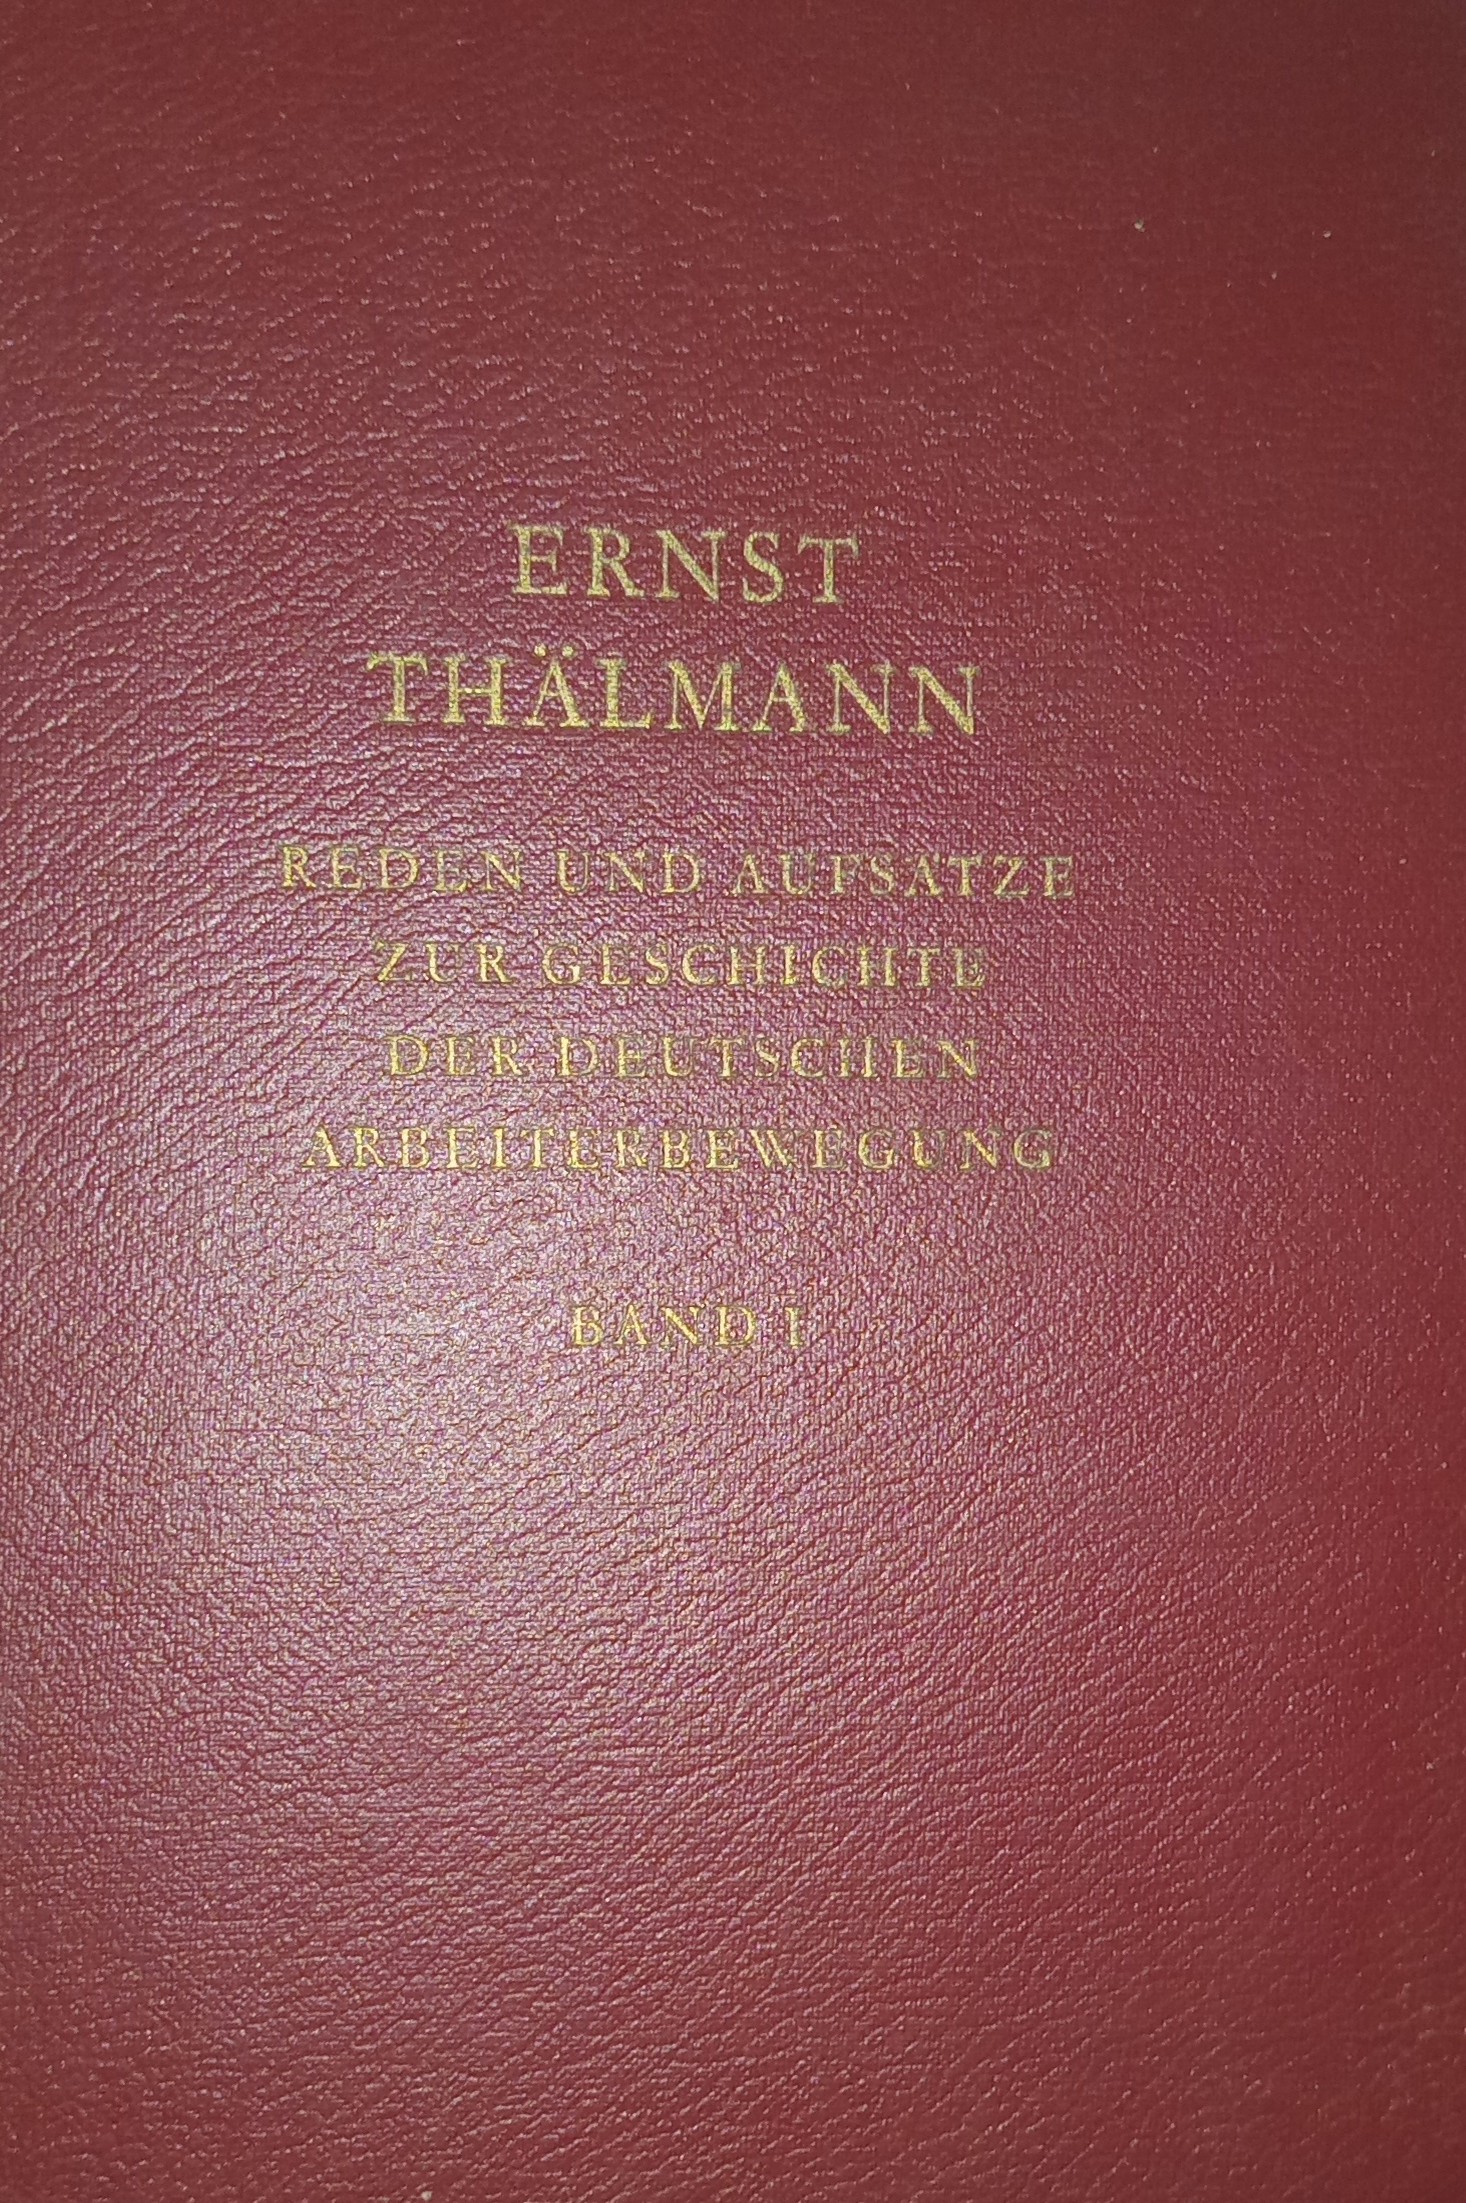 ERNST
THÄLMANN
REDEN UND AUFSÄTZE
ZUR GESCHICHTE
DER DEUTSCHEN
ARBEITERBEWEGUNG
BAND I